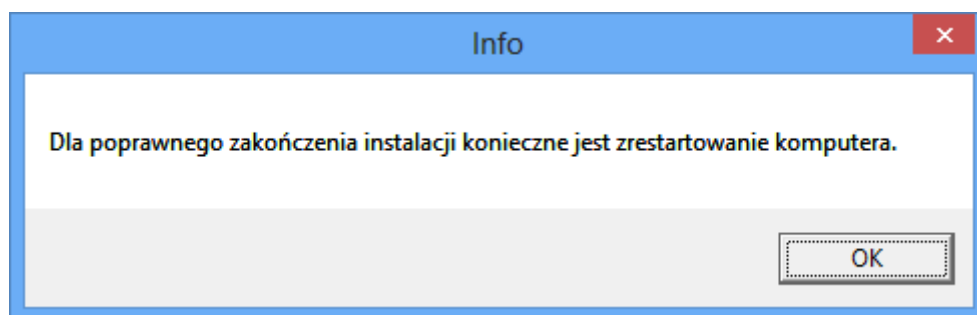 Info
Dla poprawnego zakończenia instalacji konieczne jest zrestartowanie komputera.
OK